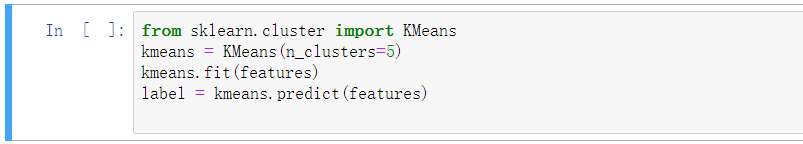 In [ ]: from sklearn.cluster import KMeans
kmeans = KMeans(n_clusters=5)
kmeans.fit(features)
label = kmeans.predict(features)